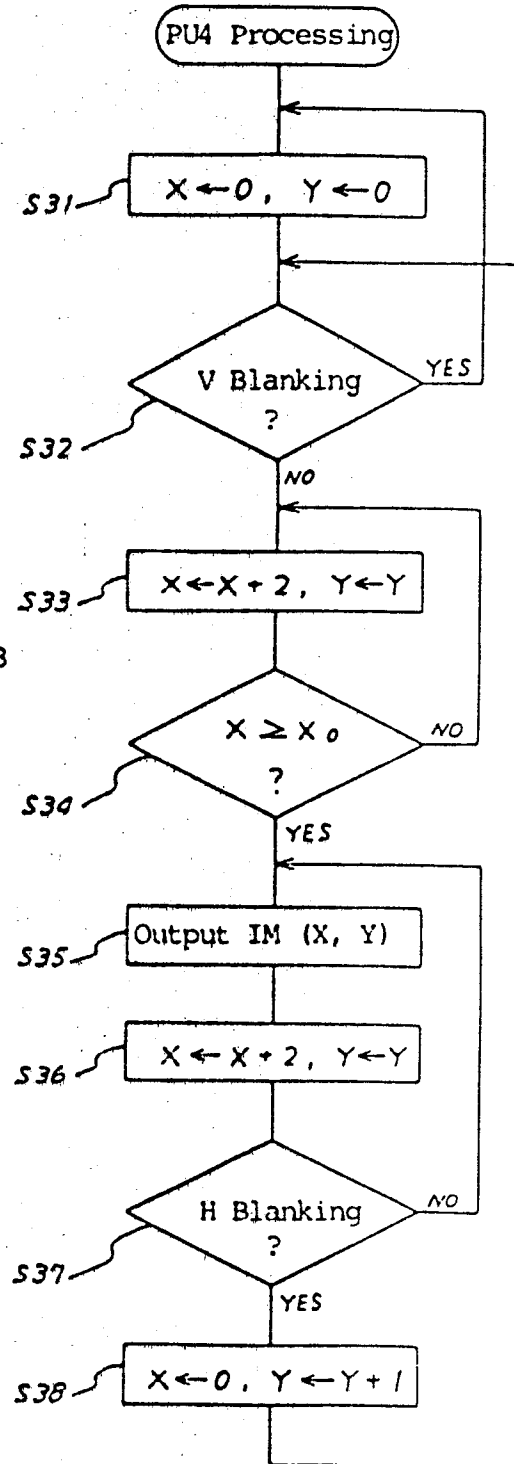 PU4 Processing
S31
X←0, Y←0
V Blanking
?
YES
S32
NO
S33
X←X+2, Y←Y
3
X ≥ X0
?
NO
S34
YES
S35
Output IM (X, Y)
S36
X←X+2, Y←Y
H Blanking
?
NO
S37
YES
S38
X←0, Y←Y+1